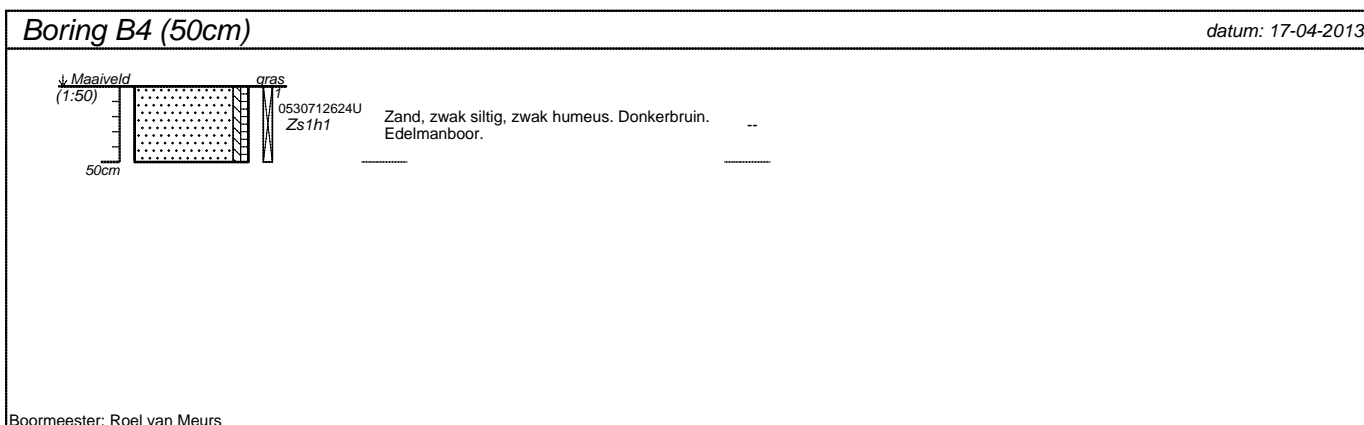 Boring B4 (50cm)
datum: 17-04-2013
Maaiveld
gras
(1:50)
1
0530712624U
Zs1h1
Zand, zwak siltig, zwak humeus. Donkerbruin.
Edelmanboor.
--
50cm
Boormeester: Roel van Meurs